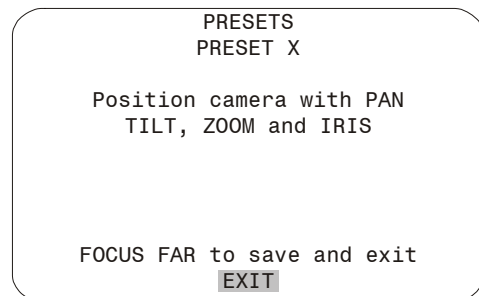 PRESETS
PRESET X
Position camera with PAN
TILT, ZOOM and IRIS
FOCUS FAR to save and exit
EXIT